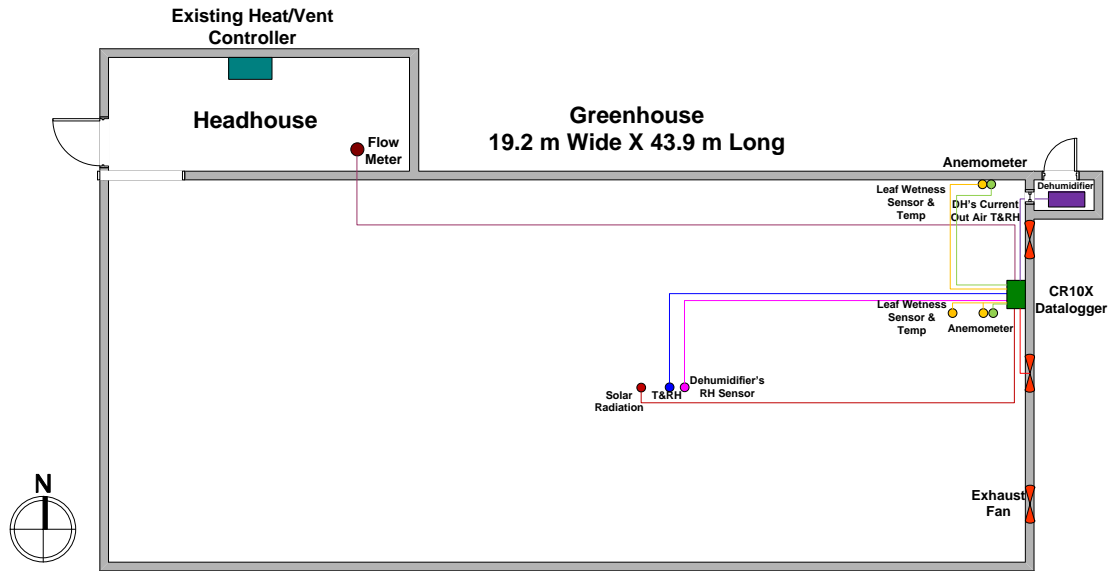 Existing Heat/Vent
Controller
Headhouse
Flow
Meter
Greenhouse
19.2 m Wide X 43.9 m Long
Anemometer
Leaf Wetness
Sensor &
Temp
DH's Current
Out Air T&RH
Dehumidifier
CR10X
Datalogger
Leaf Wetness
Sensor &
Temp
Anemometer
Solar
Radiation
T&RH
Dehumidifier's
RH Sensor
Exhaust
Fan
N